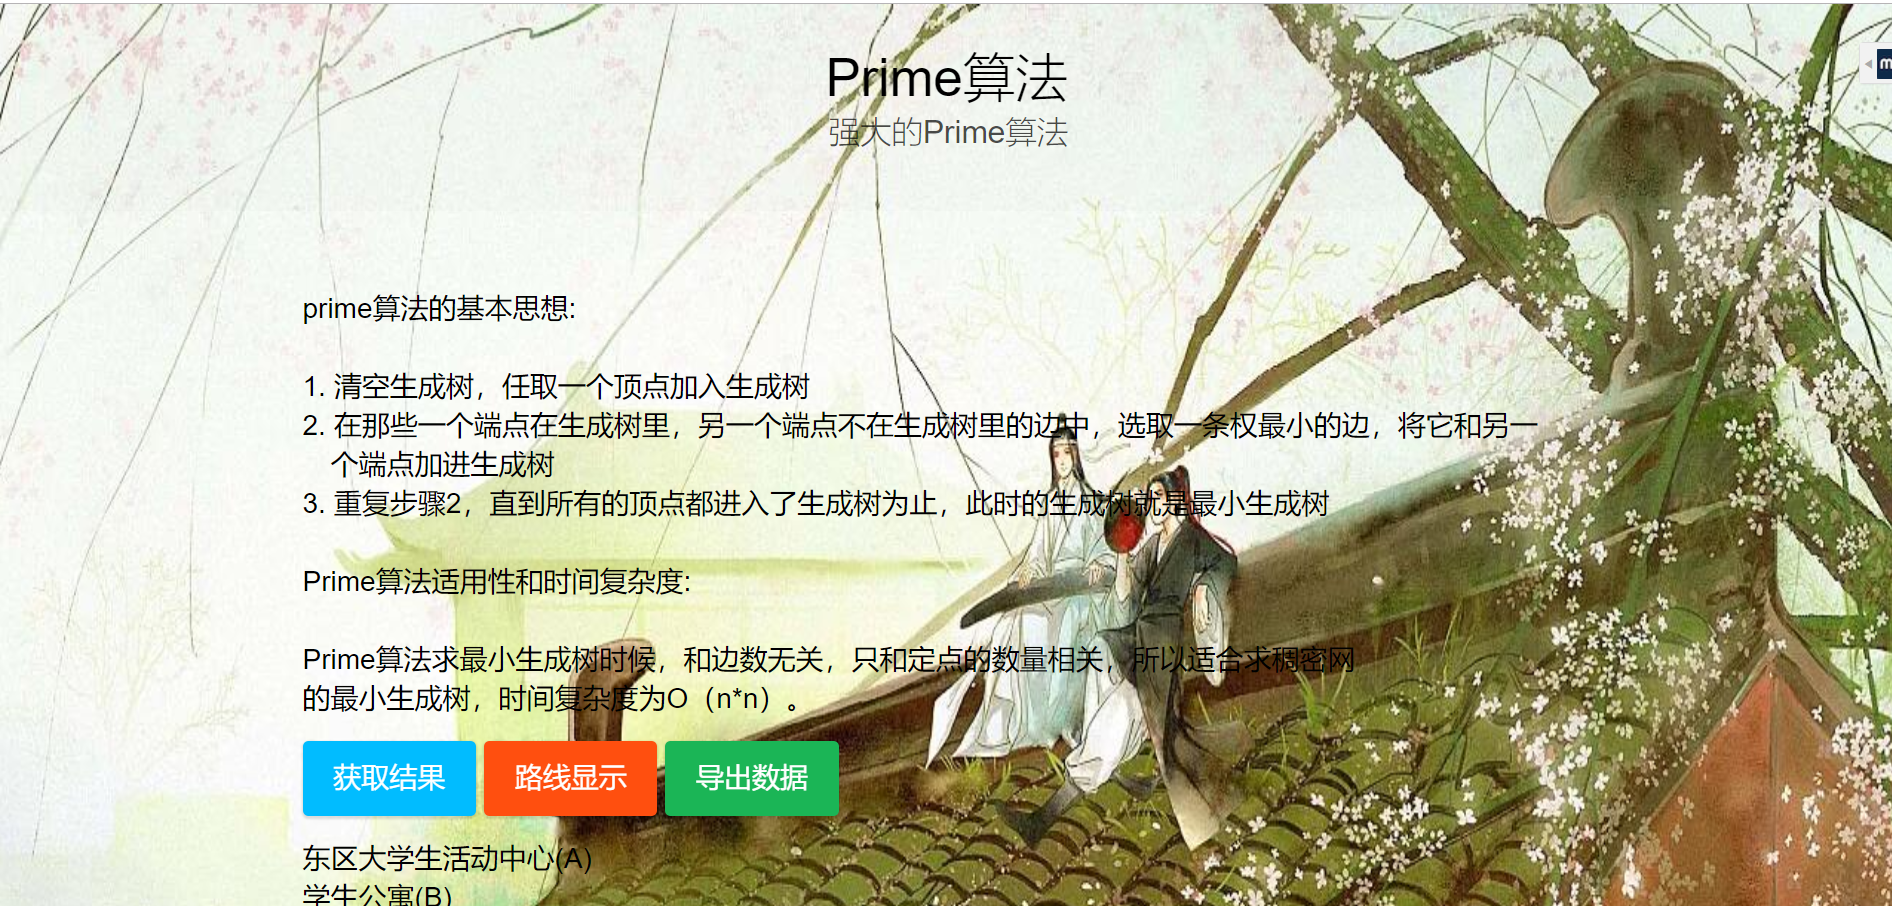 Prime算法
强大的Prime算法
prime算法的基本思想:
1. 清空生成树，任取一个顶点加入生成树
2. 在那些一个端点在生成树里，另一个端点不在生成树里的边中，选取一条权最小的边，将它和另一
个端点加进生成树
3. 重复步骤2，直到所有的顶点都进入了生成树为止，此时的生成树就是最小生成树
Prime算法适用性和时间复杂度:
Prime算法求最小生成树时候，和边数无关，只和定点的数量相关，所以适合求稠密网
的最小生成树，时间复杂度为O（n*n）。
获取结果 路线显示 导出数据
东区大学生活动中心(A)
学生公寓(B)